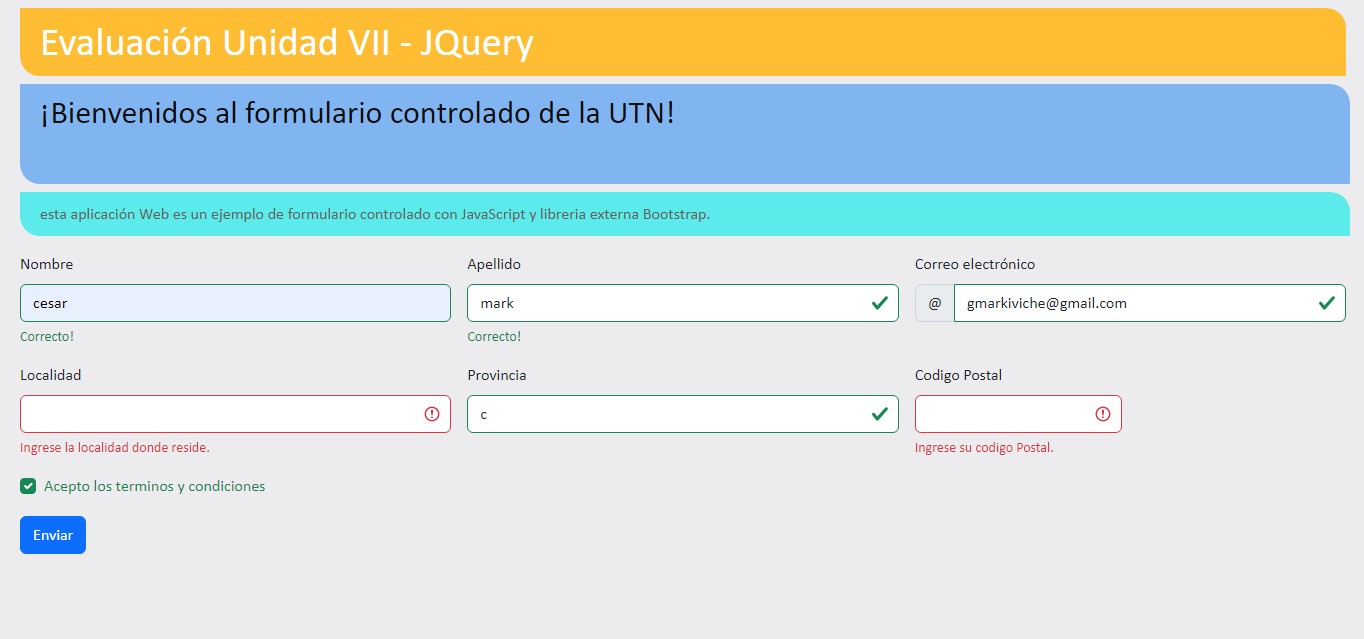 Evaluación Unidad VII - JQuery
¡Bienvenidos al formulario controlado de la UTN!
esta aplicación Web es un ejemplo de formulario controlado con JavaScript y libreria externa Bootstrap.
Nombre
Apellido
Correo electrónico
cesar
mark
@ gmarkiviche@gmail.com
Correcto!
Correcto!
Localidad
Provincia
Codigo Postal
c
Ingrese la localidad donde reside.
Ingrese su codigo Postal.
Acepto los terminos y condiciones
Enviar